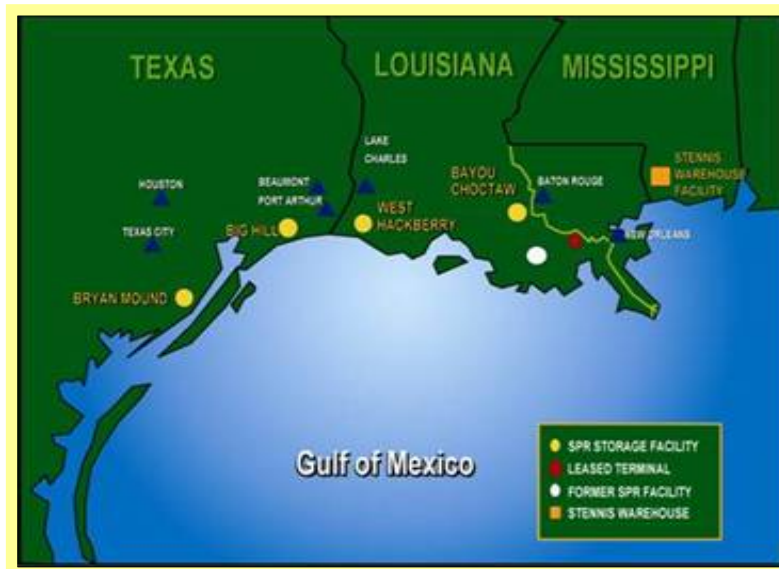 TEXAS
LOUISIANA
MISSISSIPPI
LAKE
CHARLES
STENNIS
WAREHOUSE
FACILITY
HOUSTON
BEAUMONT
PORT ARTHUR
BAYOU
CHOCTAW
BATON ROUGE
WEST
HACKBERRY
TEXAS CITY
BIG HILL
NEW ORLEANS
BRYAN MOUND
Gulf of Mexico
SPR STORAGE FACILITY
LEASED TERMINAL
FORMER SPR FACILITY
STENNIS WAREHOUSE